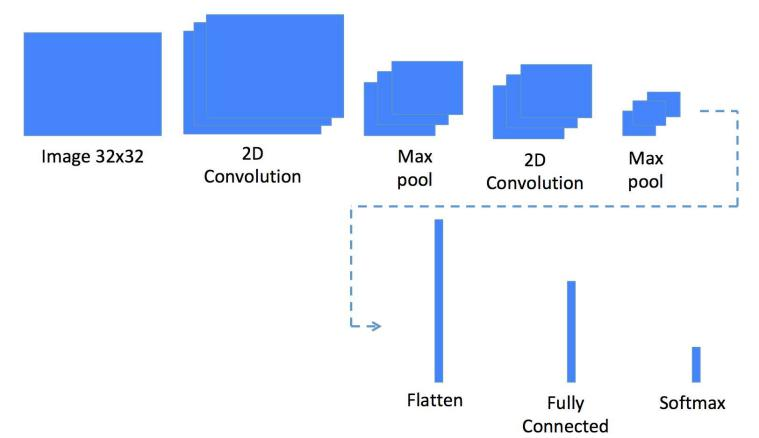 Image 32x32
2D
Convolution
Max
pool
2D
Convolution
Max
pool
Flatten
Fully
Connected
Softmax